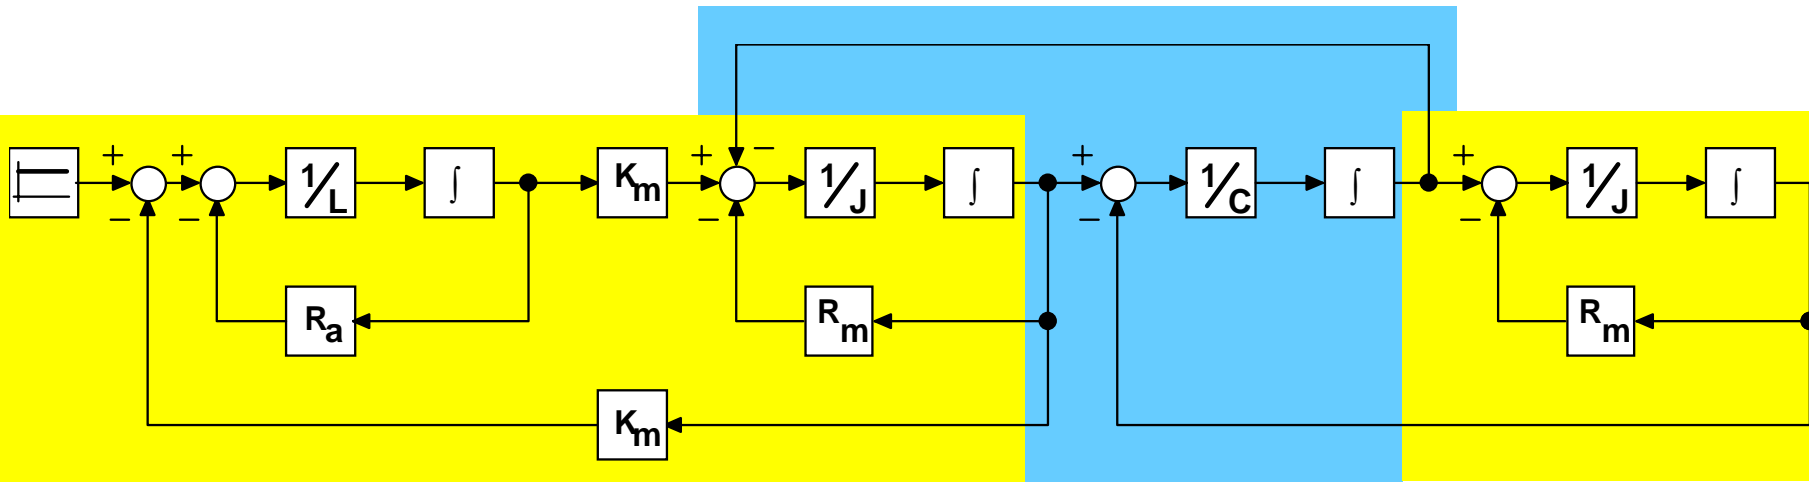 + + + − + +
− − − − −
1/L ∫ Km 1/J ∫ 1/C ∫ 1/J ∫
Ra Rm Rm
Km